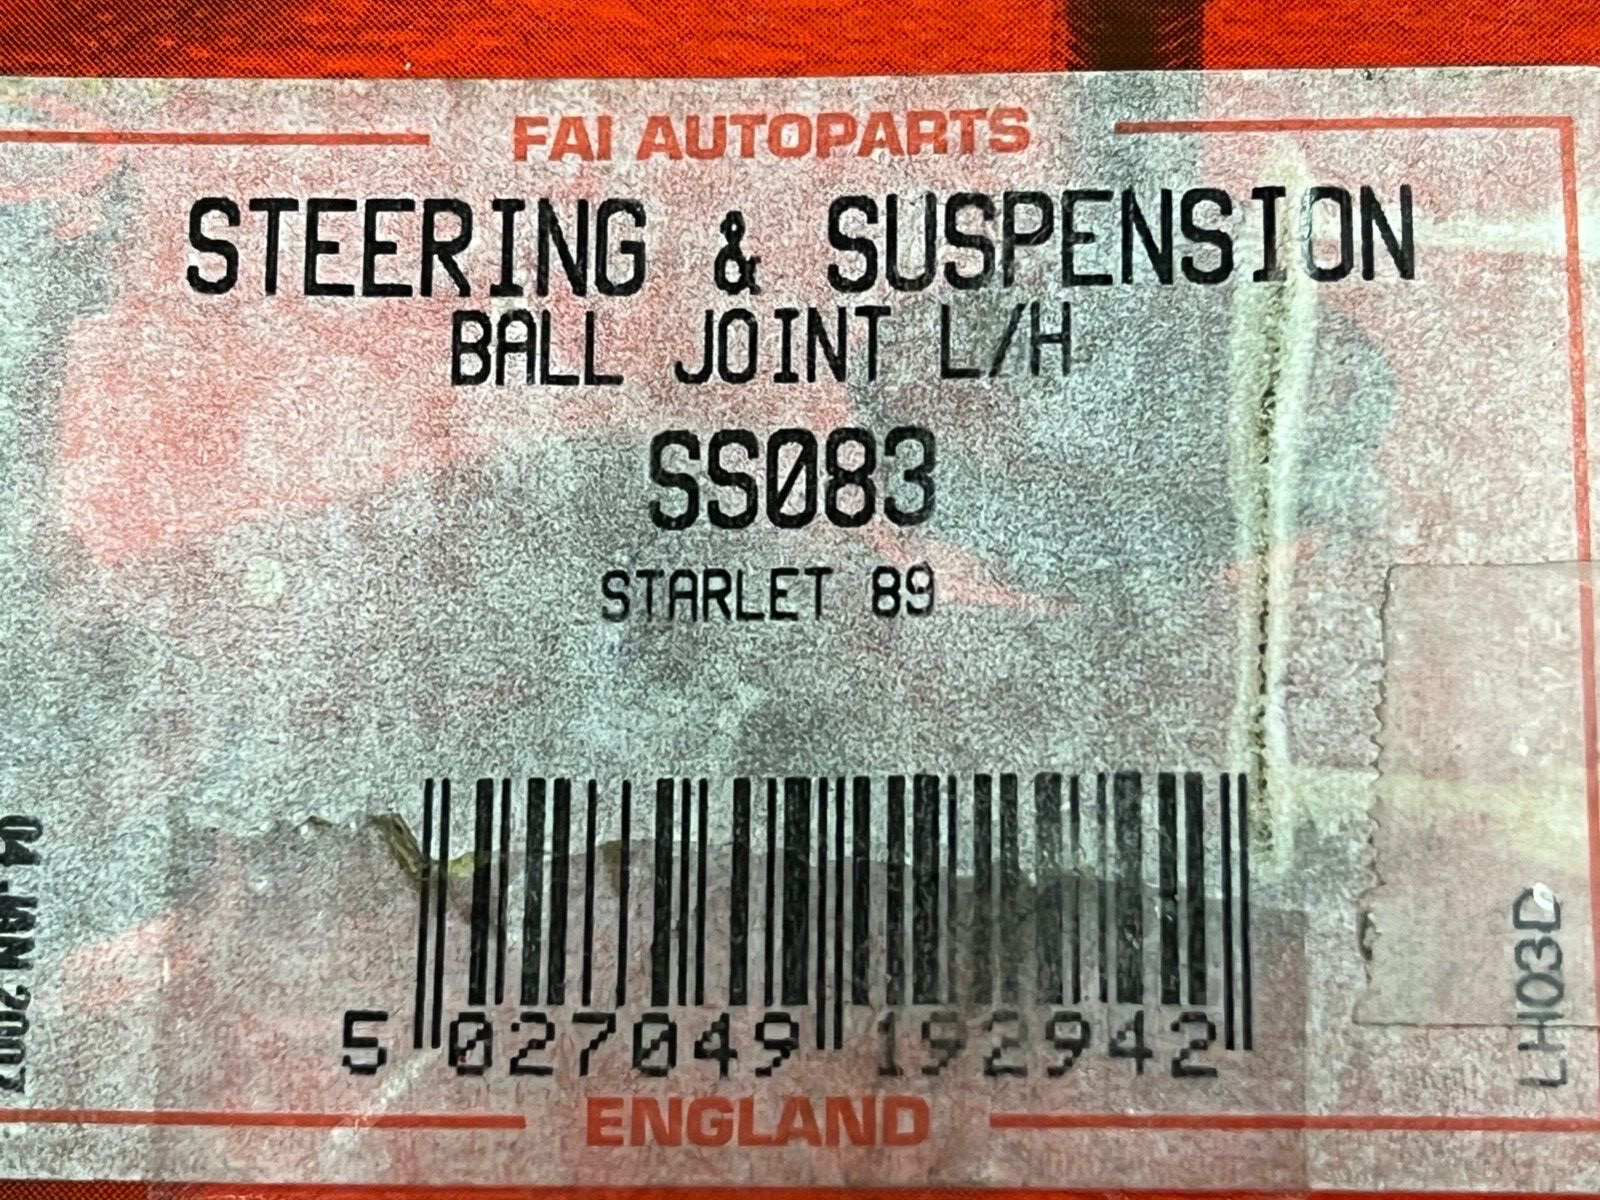 FAI AUTOPARTS
STEERING & SUSPENSION
BALL JOINT L/H
SS083
STARLET 89
04 JAN 2007
LH03D
5 027049 192942
ENGLAND